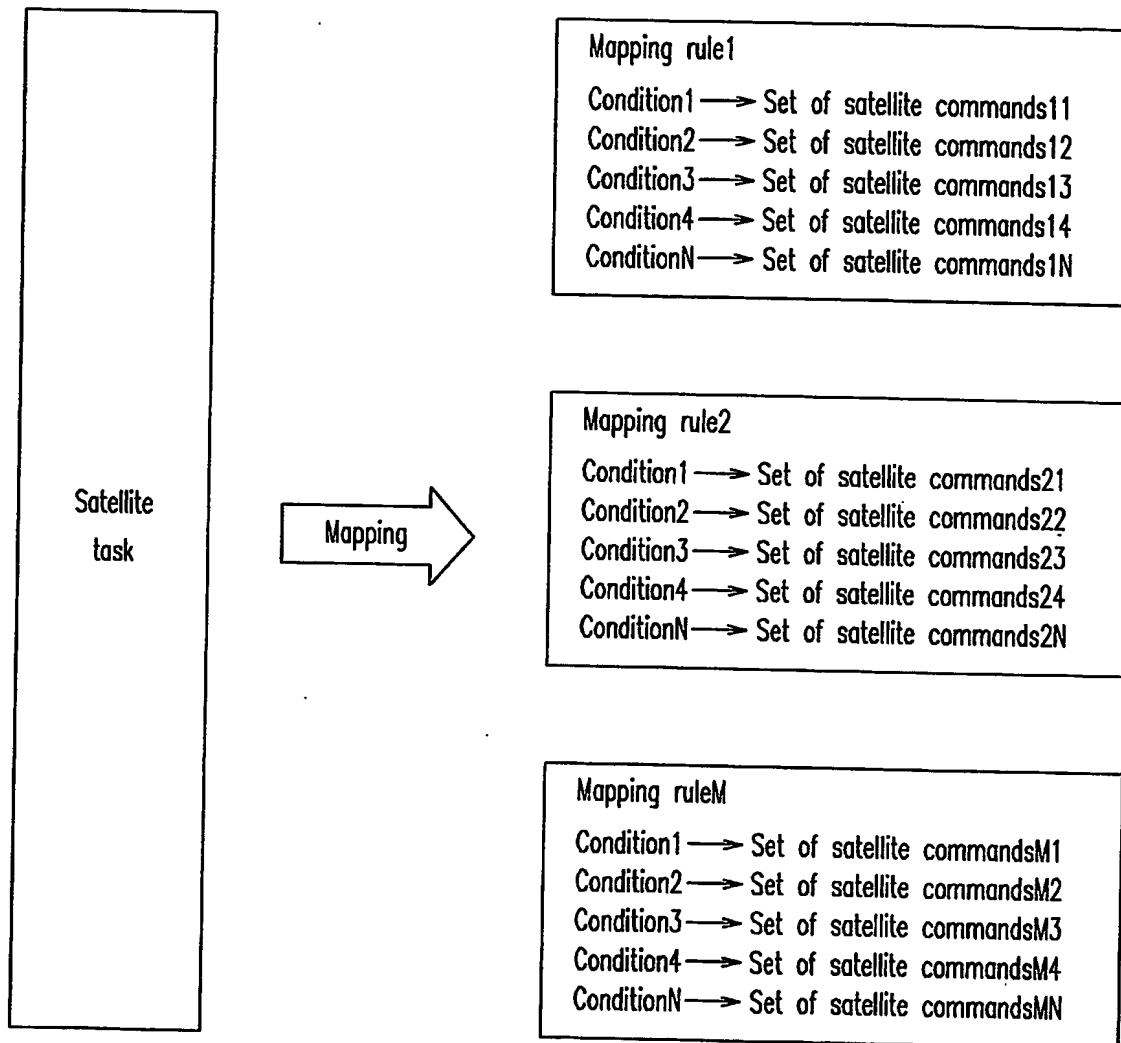 Satellite
task
Mapping
Mapping rule1
Condition1 → Set of satellite commands11
Condition2 → Set of satellite commands12
Condition3 → Set of satellite commands13
Condition4 → Set of satellite commands14
ConditionN → Set of satellite commands1N
Mapping rule2
Condition1 → Set of satellite commands21
Condition2 → Set of satellite commands22
Condition3 → Set of satellite commands23
Condition4 → Set of satellite commands24
ConditionN → Set of satellite commands2N
Mapping ruleM
Condition1 → Set of satellite commandsM1
Condition2 → Set of satellite commandsM2
Condition3 → Set of satellite commandsM3
Condition4 → Set of satellite commandsM4
ConditionN → Set of satellite commandsMN